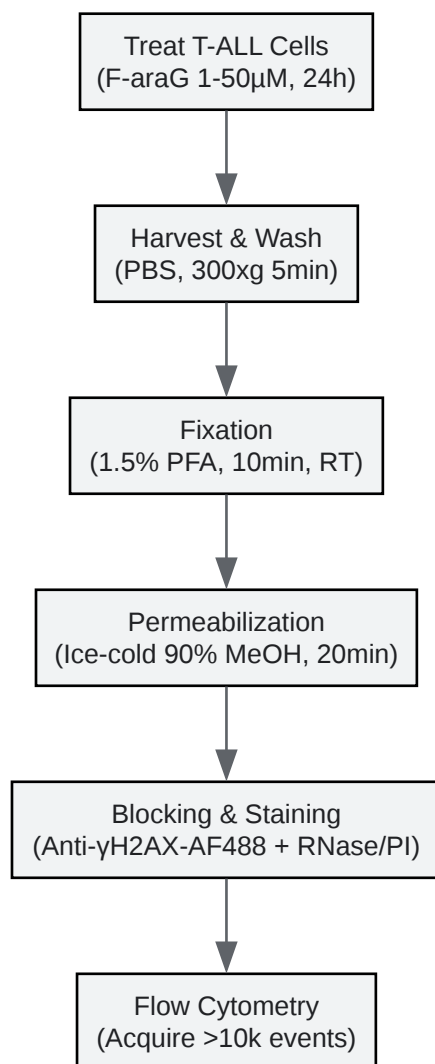 Treat T-ALL Cells
(F-araG 1-50µM, 24h)
Harvest & Wash
(PBS, 300xg 5min)
Fixation
(1.5% PFA, 10min, RT)
Permeabilization
(Ice-cold 90% MeOH, 20min)
Blocking & Staining
(Anti-γH2AX-AF488 + RNase/PI)
Flow Cytometry
(Acquire >10k events)